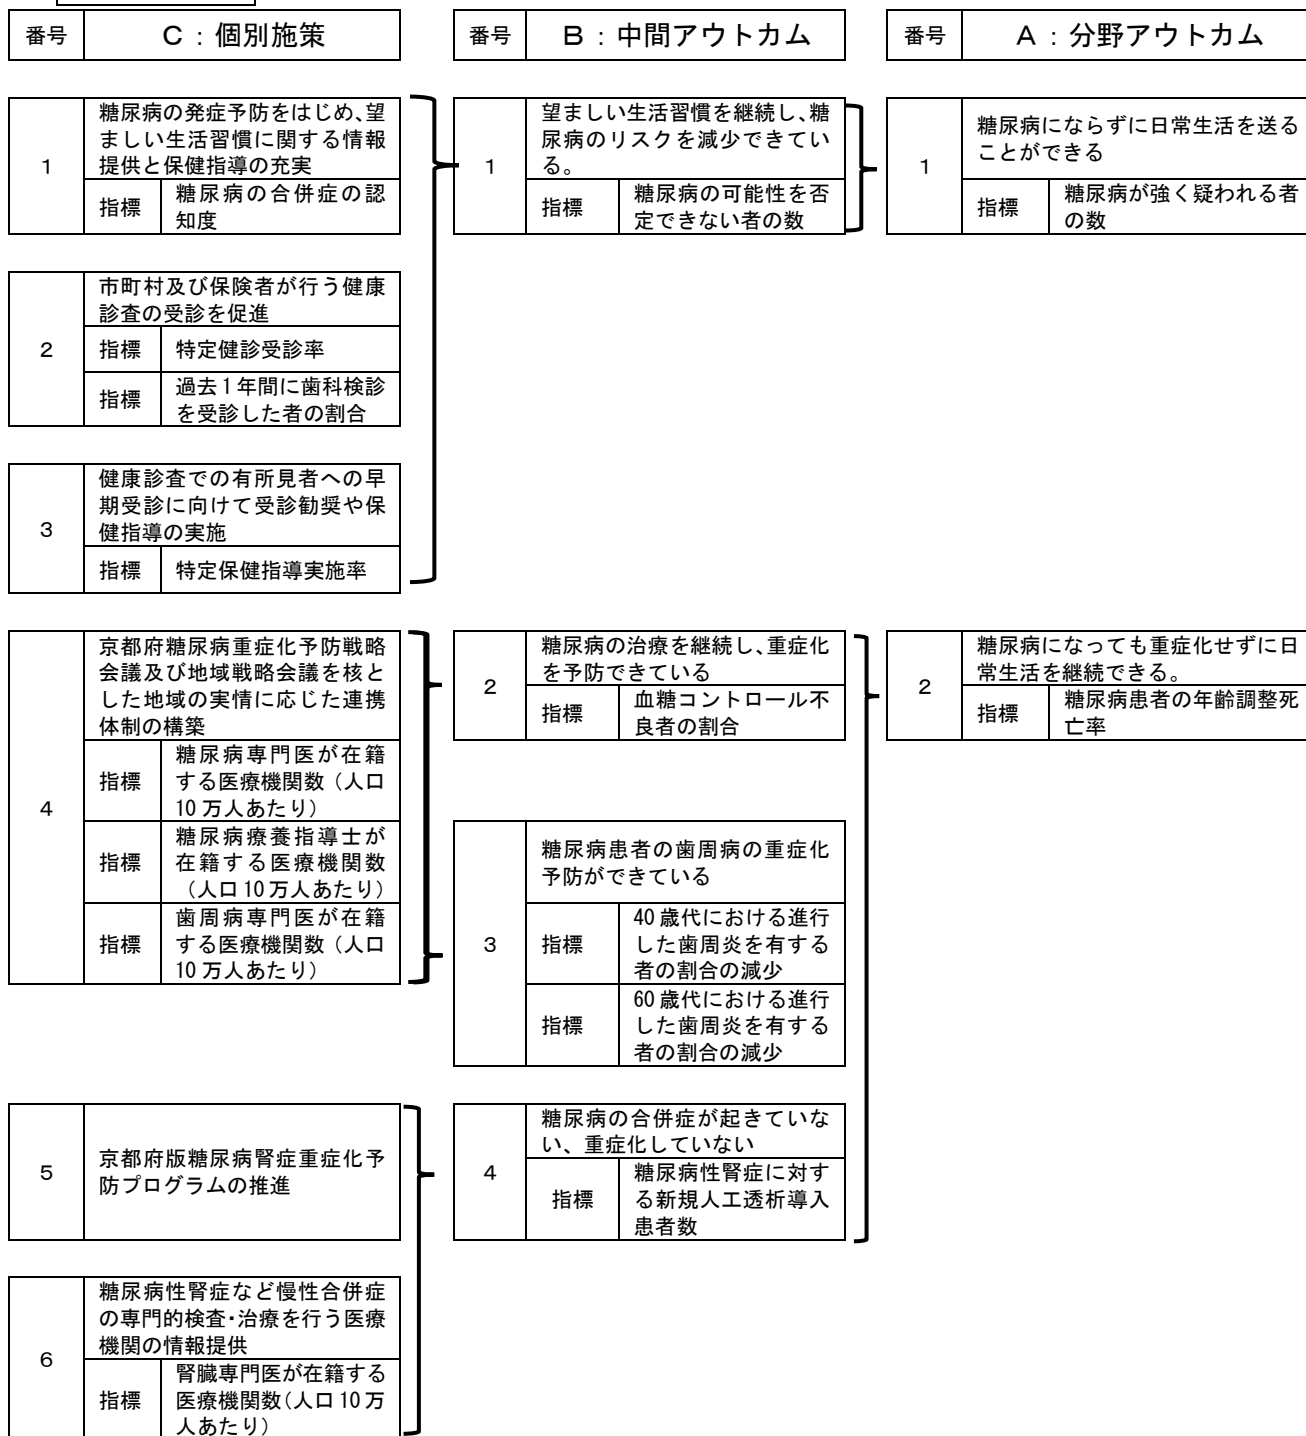 番号
C:個別施策
番号
B:中間アウトカム
番号
A:分野アウトカム
1
糖尿病の発症予防をはじめ、望
ましい生活習慣に関する情報
提供と保健指導の充実
指標
糖尿病の合併症の認
知度
2
市町村及び保険者が行う健康
診査の受診を促進
指標
特定健診受診率
指標
過去1年間に歯科検診
を受診した者の割合
3
健康診査での有所見者への早
期受診に向けて受診勧奨や保
健指導の実施
指標
特定保健指導実施率
4
京都府糖尿病重症化予防戦略
会議及び地域戦略会議を核と
した地域の実情に応じた連携
体制の構築
指標
糖尿病専門医が在籍
する医療機関数(人口
10万人あたり)
指標
糖尿病療養指導士が
在籍する医療機関数
(人口10万人あたり)
指標
歯周病専門医が在籍
する医療機関数(人口
10万人あたり)
5
京都府版糖尿病腎症重症化予
防プログラムの推進
6
糖尿病性腎症など慢性合併症
の専門的検査・治療を行う医療
機関の情報提供
指標
腎臓専門医が在籍する
医療機関数(人口10万
人あたり)
1
望ましい生活習慣を継続し、糖
尿病のリスクを減少できてい
る。
指標
糖尿病の可能性を否
定できない者の数
2
糖尿病の治療を継続し、重症化
を予防できている
指標
血糖コントロール不
良者の割合
3
糖尿病患者の歯周病の重症化
予防ができている
指標
40歳代における進行
した歯周炎を有する
者の割合の減少
指標
60歳代における進行
した歯周炎を有する
者の割合の減少
4
糖尿病の合併症が起きていな
い、重症化していない
指標
糖尿病性腎症に対す
る新規人工透析導入
患者数
1
糖尿病にならずに日常生活を送る
ことができる
指標
糖尿病が強く疑われる者
の数
2
糖尿病になっても重症化せずに日
常生活を継続できる。
指標
糖尿病患者の年齢調整死
亡率